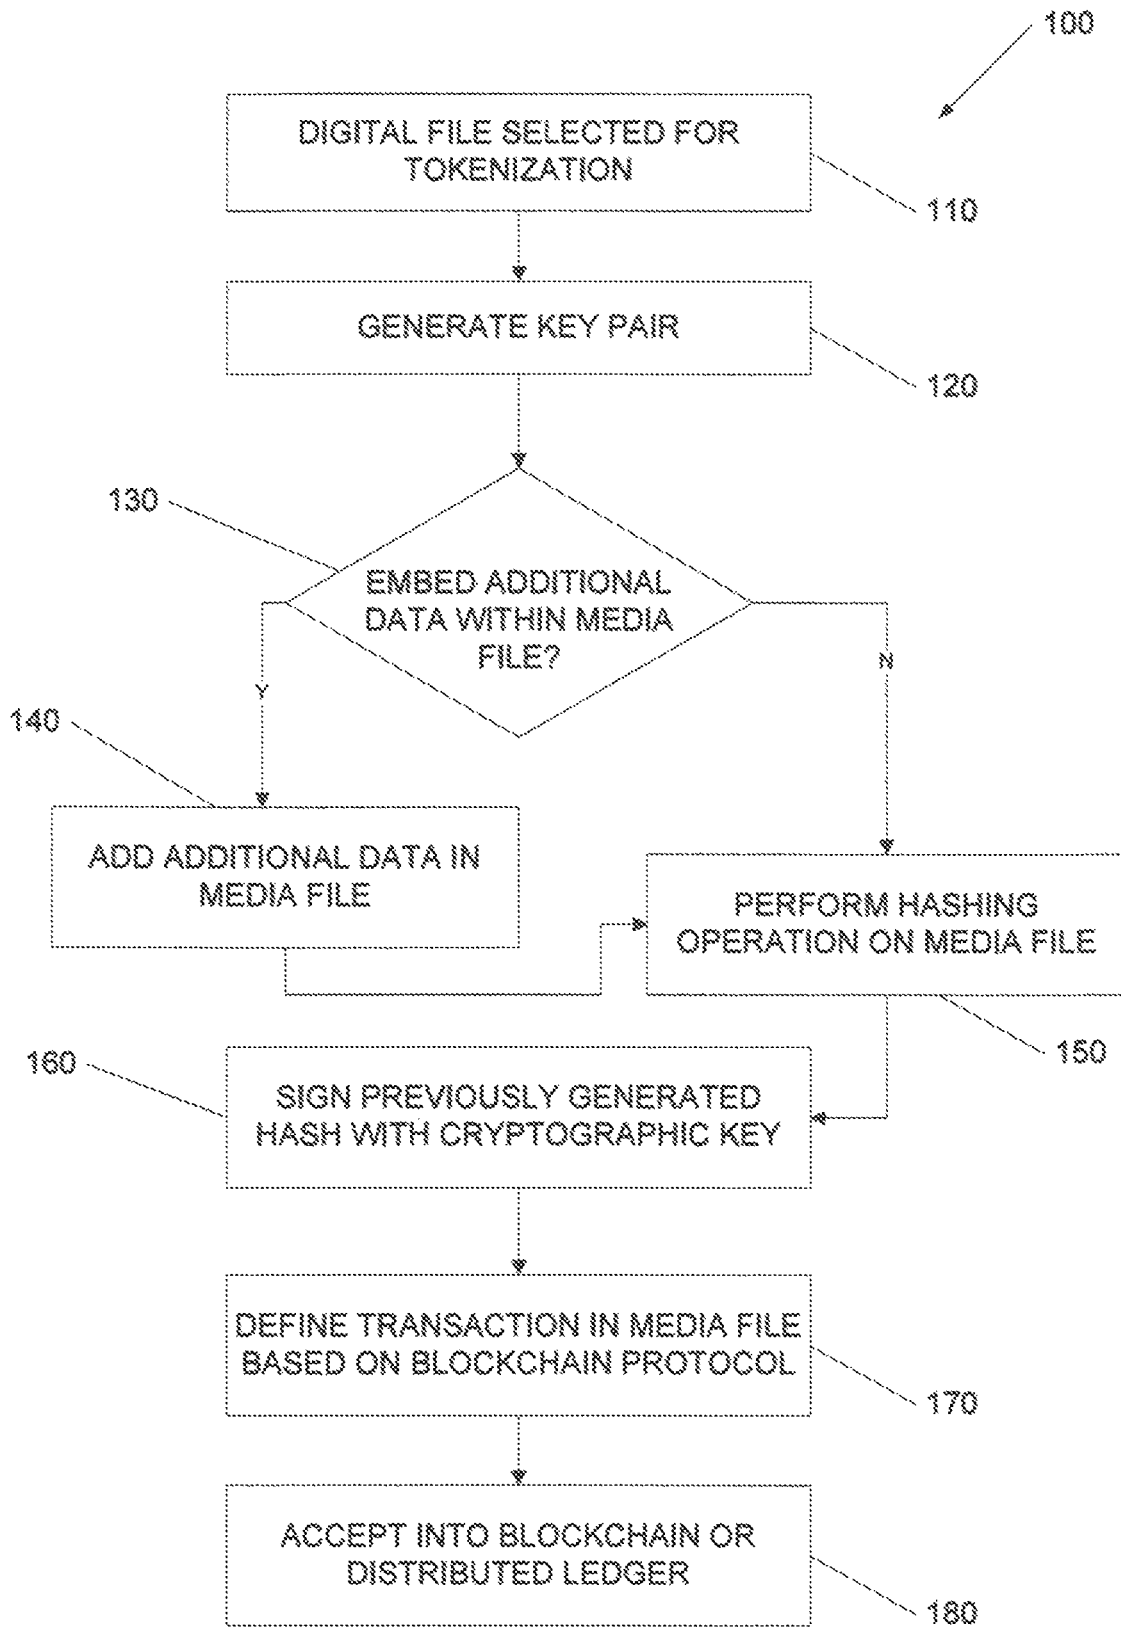 100
DIGITAL FILE SELECTED FOR
TOKENIZATION
110
GENERATE KEY PAIR
120
130
EMBED ADDITIONAL
DATA WITHIN MEDIA
FILE?
Y
N
140
ADD ADDITIONAL DATA IN
MEDIA FILE
PERFORM HASHING
OPERATION ON MEDIA FILE
150
160
SIGN PREVIOUSLY GENERATED
HASH WITH CRYPTOGRAPHIC KEY
DEFINE TRANSACTION IN MEDIA FILE
BASED ON BLOCKCHAIN PROTOCOL
170
ACCEPT INTO BLOCKCHAIN OR
DISTRIBUTED LEDGER
180